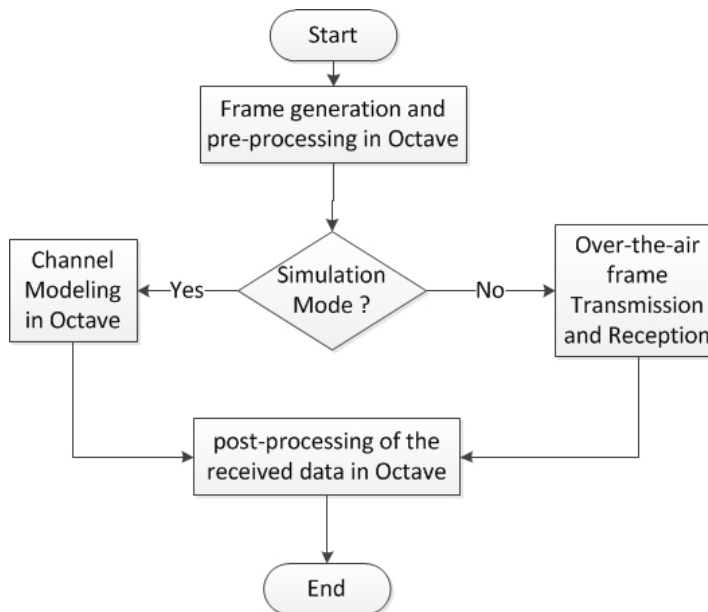 Start
Frame generation and
pre-processing in Octave
Simulation
Mode ?
Yes
No
Channel
Modeling
in Octave
Over-the-air
frame
Transmission
and Reception
post-processing of the
received data in Octave
End